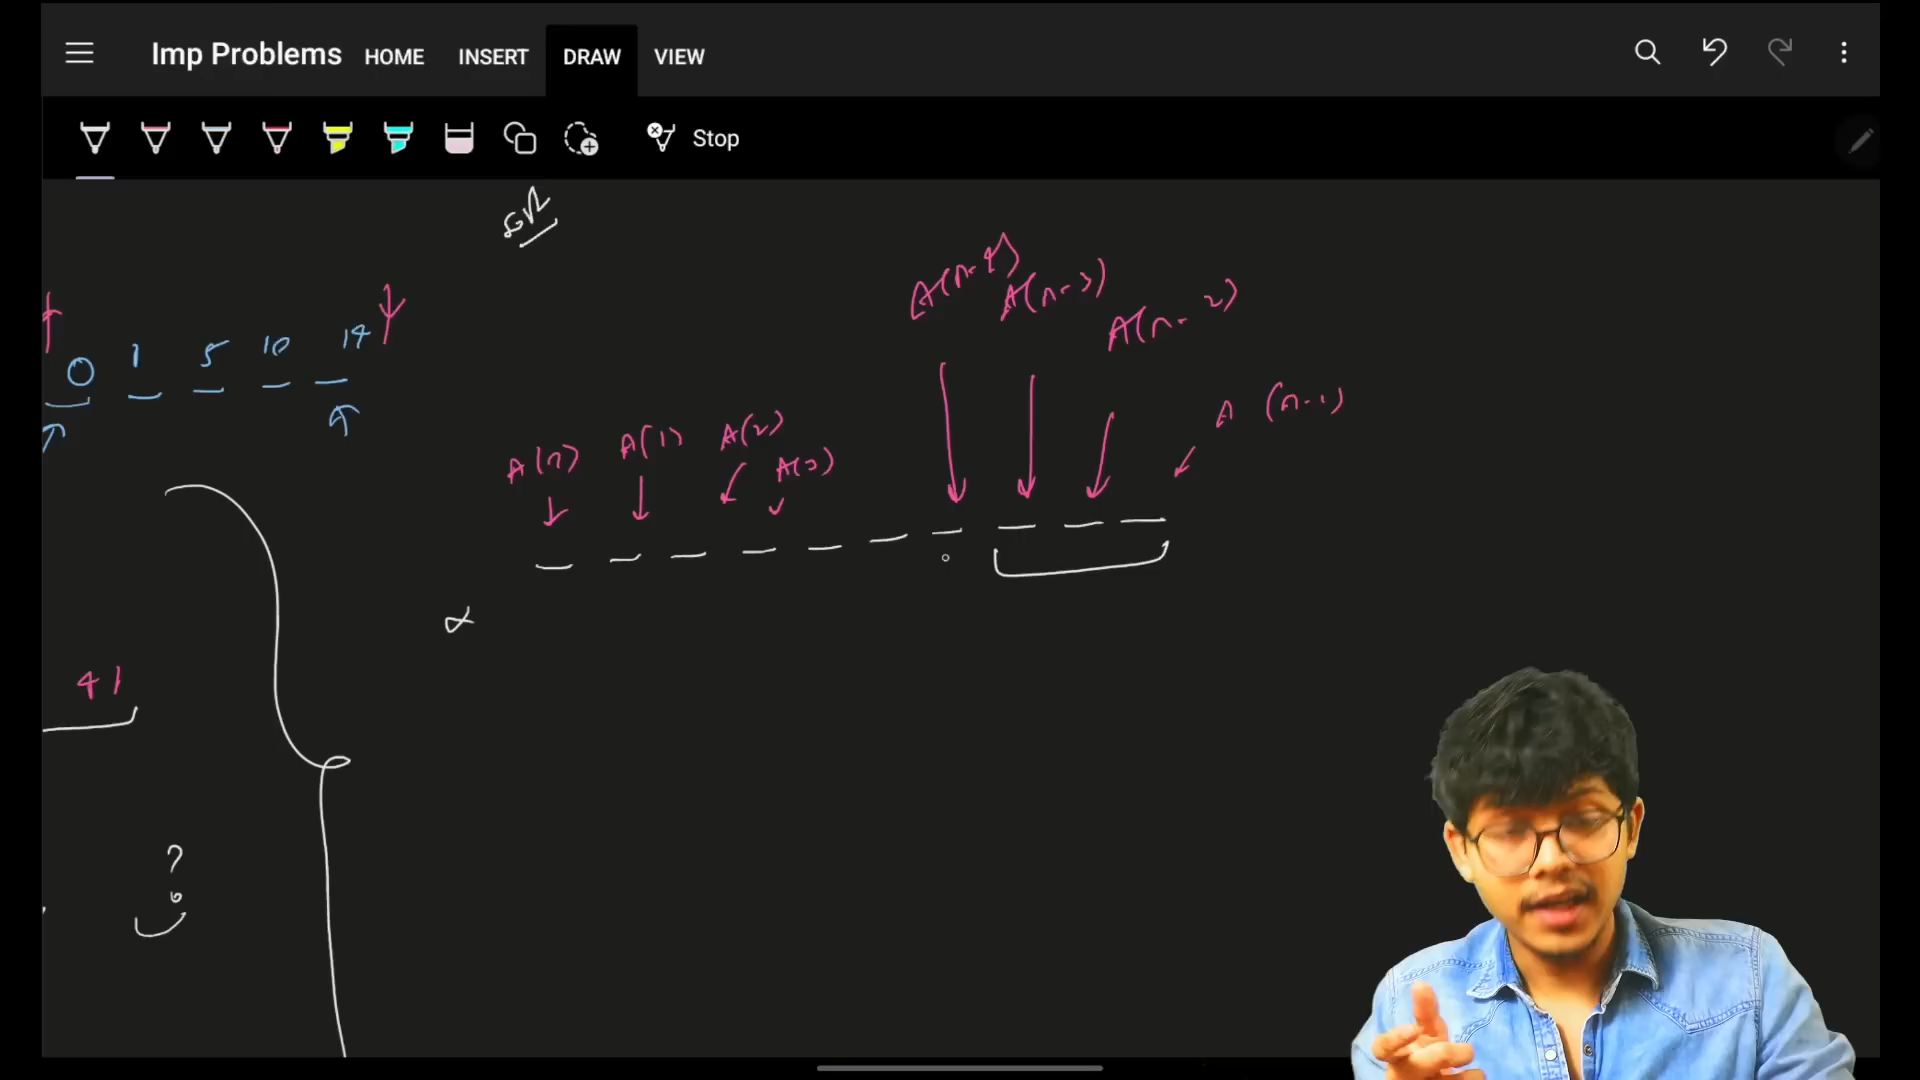 Imp Problems HOME INSERT DRAW VIEW
Stop
A(n-4) A(n-3)
A(n-2)
0 1 5 10 14
A(n-1)
A(1) A(2)
A(3)
41
?